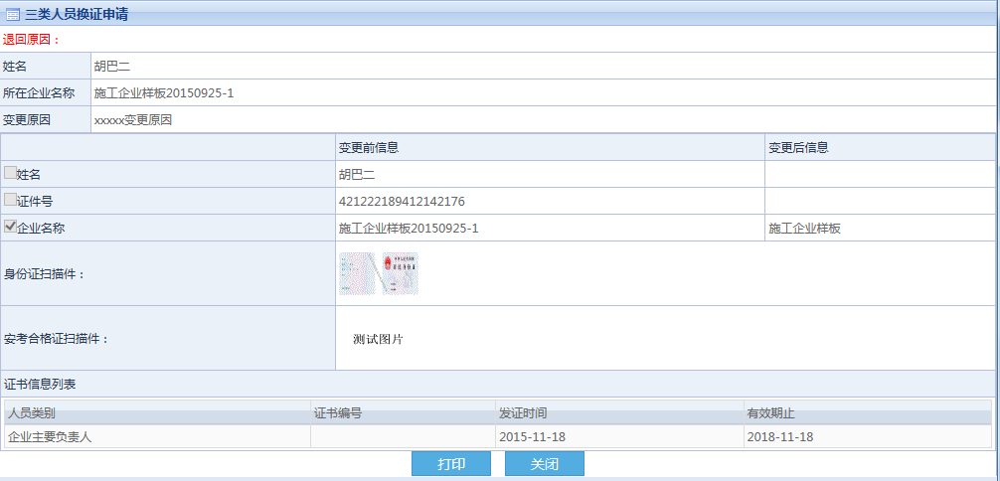 三类人员换证申请
退回原因：
姓名 胡巴二
所在企业名称 施工企业样板20150925-1
变更原因 xxxxx变更原因
变更前信息 变更后信息
姓名 胡巴二
证件号 421222189412142176
企业名称 施工企业样板20150925-1 施工企业样板
身份证扫描件：
安考合格证扫描件： 测试图片
证书信息列表
人员类别 证书编号 发证时间 有效期止
企业主要负责人 2015-11-18 2018-11-18
打印 关闭